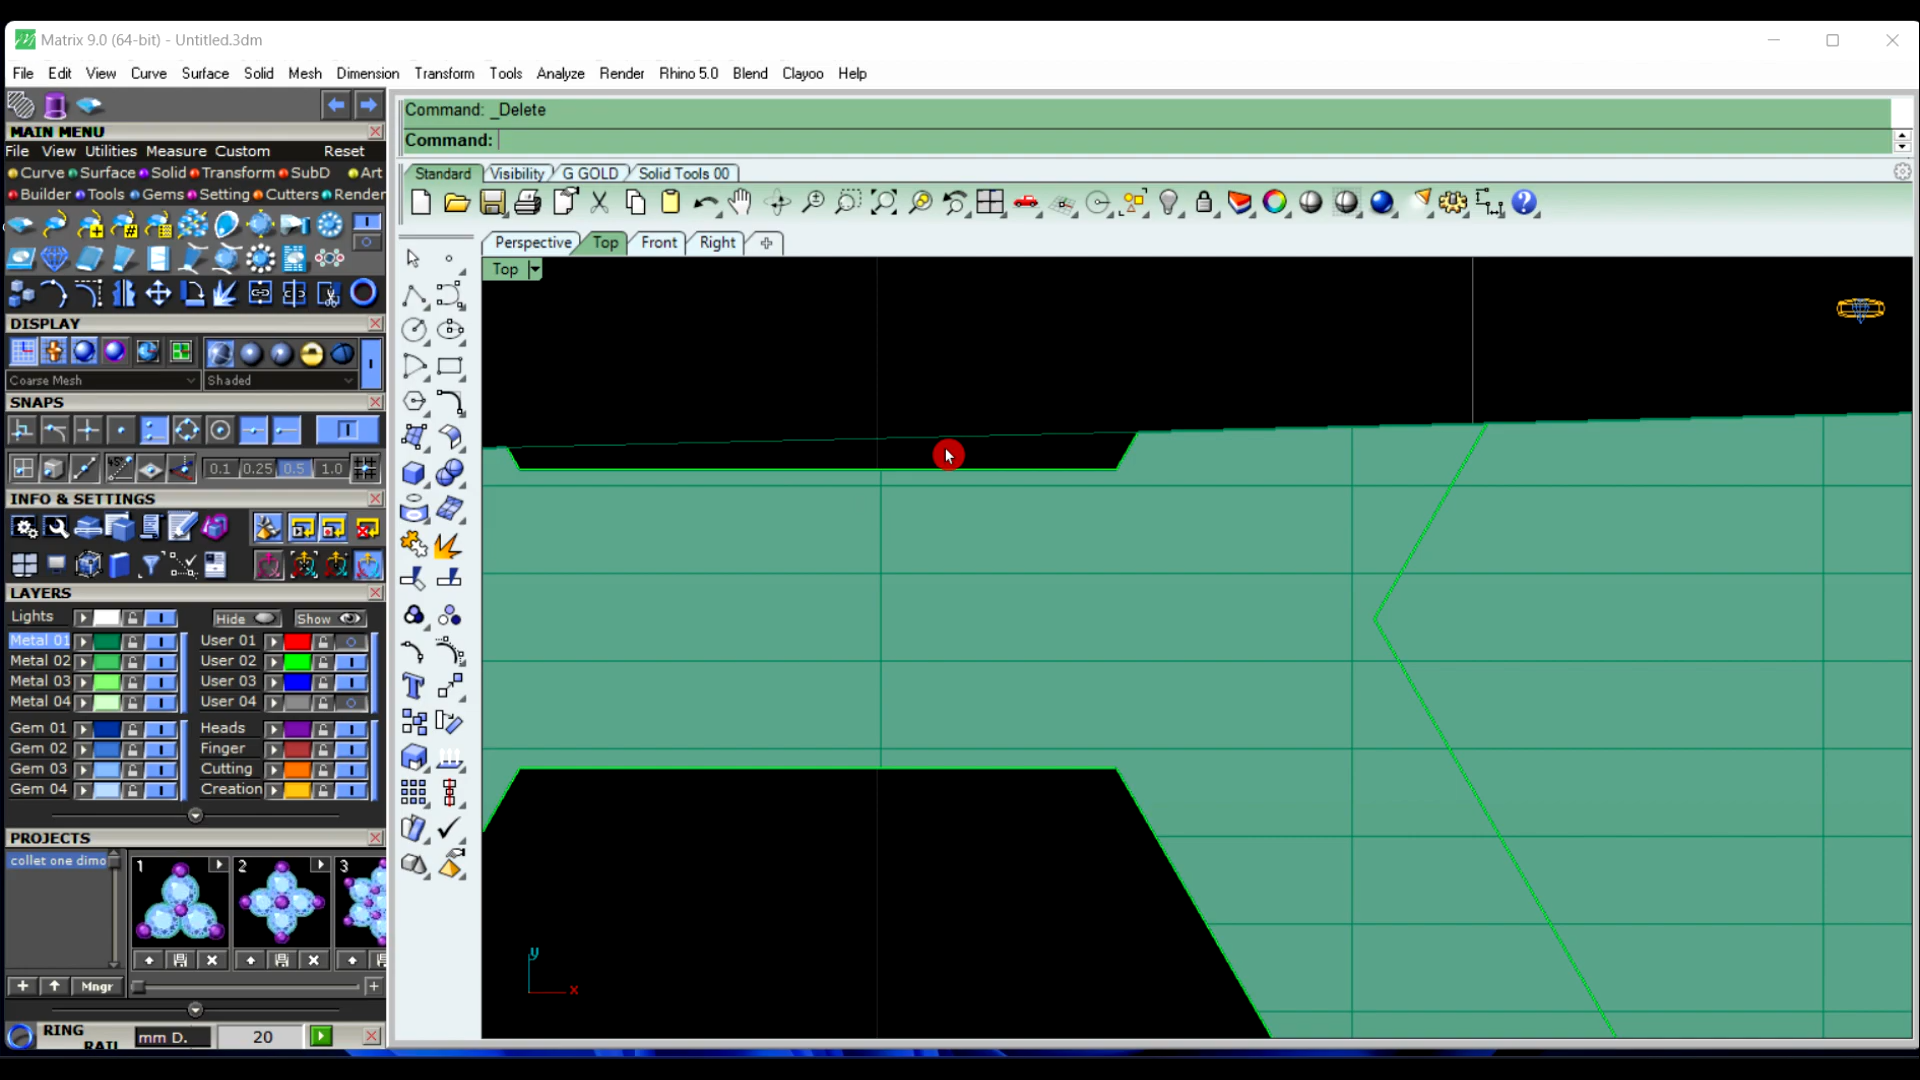 Matrix 9.0 (64-bit) - Untitled.3dm
File Edit View Curve Surface Solid Mesh Dimension Transform Tools Analyze Render Rhino 5.0 Blend Clayoo Help
Command: _Delete
Command:
MAIN MENU
File View Utilities Measure Custom Reset
Curve Surface Solid Transform SubD Art
Builder Tools Gems Setting Cutters Render
Standard Visibility G GOLD Solid Tools 00
Perspective Top Front Right
Top
DISPLAY
Coarse Mesh Shaded
SNAPS
45°
0.1 0.25 0.5 1.0
INFO & SETTINGS
LAYERS
Lights Hide Show
Metal 01 User 01
Metal 02 User 02
Metal 03 User 03
Metal 04 User 04
Gem 01 Heads
Gem 02 Finger
Gem 03 Cutting
Gem 04 Creation
PROJECTS
collet one dimo
1 2 3
Mngr
RING RAIL mm D. 20
y
x